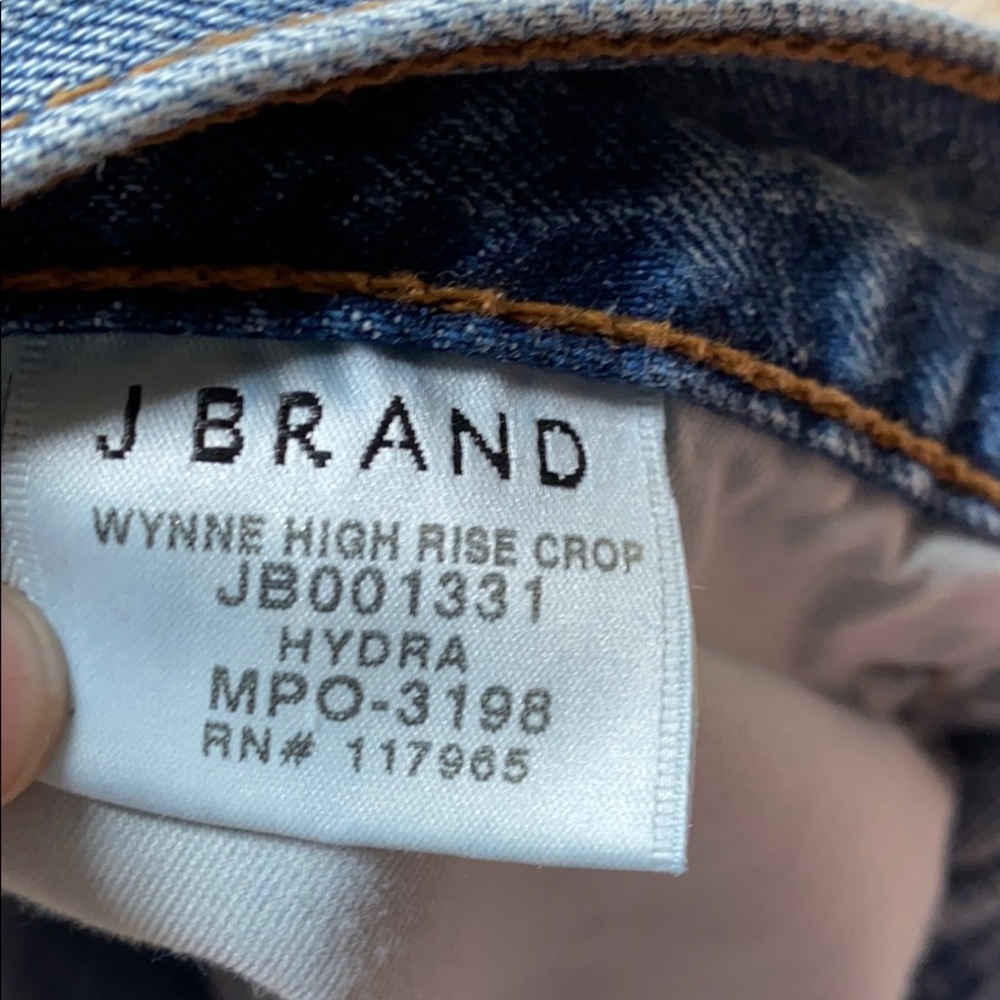 J BRAND
WYNNE HIGH RISE CROP
JB001331
HYDRA
MPO-3198
RN# 117965